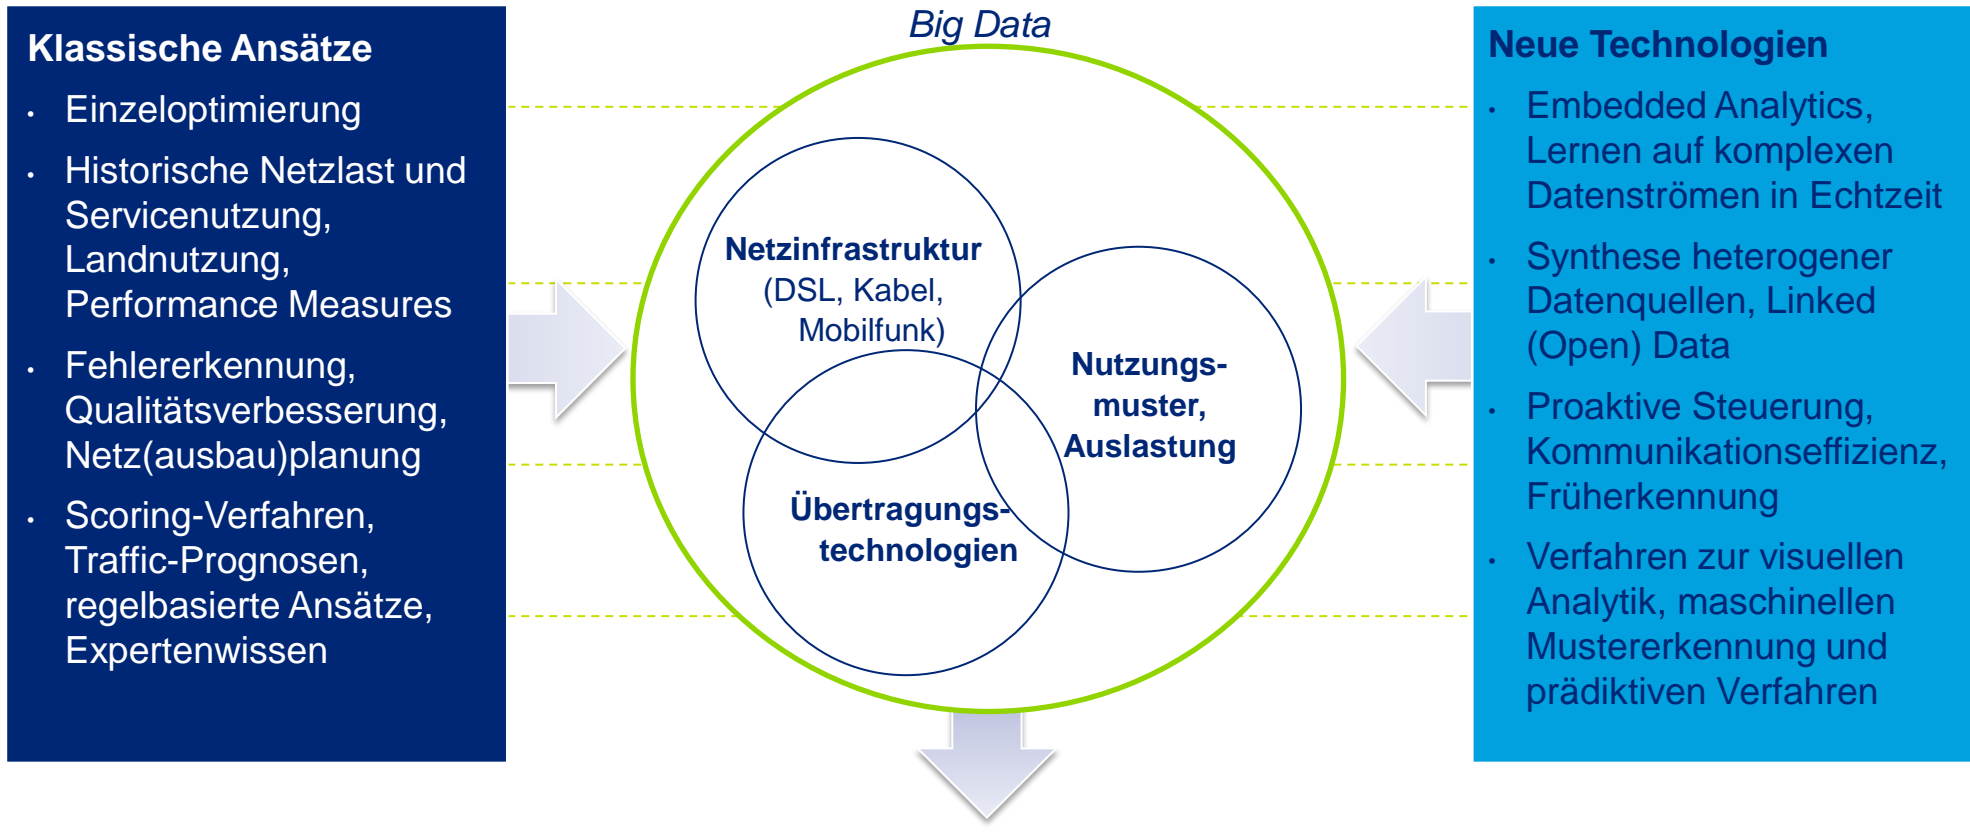 Big Data
Klassische Ansätze
• Einzeloptimierung
• Historische Netzlast und
Servicenutzung,
Landnutzung,
Performance Measures
• Fehlererkennung,
Qualitätsverbesserung,
Netz(ausbau)planung
• Scoring-Verfahren,
Traffic-Prognosen,
regelbasierte Ansätze,
Expertenwissen
Netzinfrastruktur
(DSL, Kabel,
Mobilfunk)
Nutzungs-
muster,
Auslastung
Übertragungs-
technologien
Neue Technologien
• Embedded Analytics,
Lernen auf komplexen
Datenströmen in Echtzeit
• Synthese heterogener
Datenquellen, Linked
(Open) Data
• Proaktive Steuerung,
Kommunikationseffizienz,
Früherkennung
• Verfahren zur visuellen
Analytik, maschinellen
Mustererkennung und
prädiktiven Verfahren